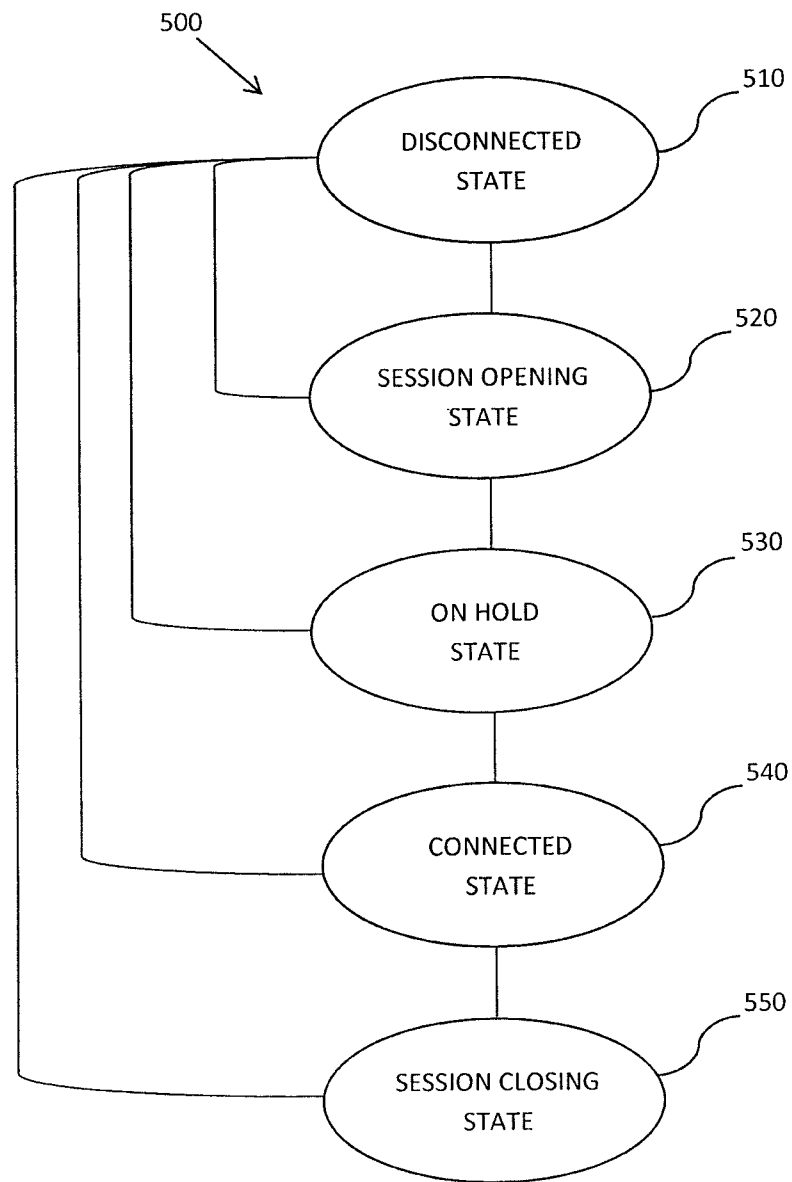 500
510
DISCONNECTED
STATE
520
SESSION OPENING
STATE
530
ON HOLD
STATE
540
CONNECTED
STATE
550
SESSION CLOSING
STATE